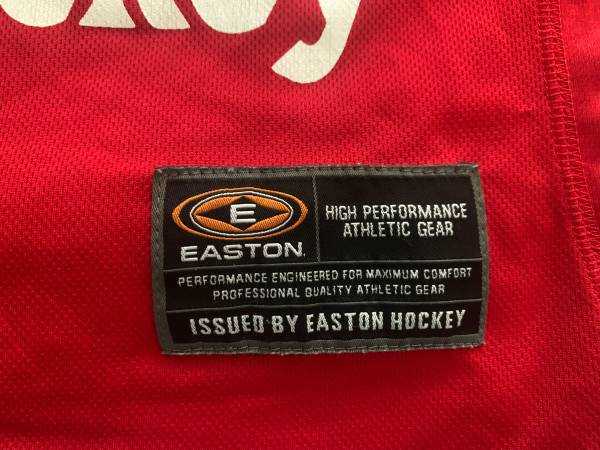 E
EASTON
HIGH PERFORMANCE
ATHLETIC GEAR
PERFORMANCE ENGINEERED FOR MAXIMUM COMFORT
PROFESSIONAL QUALITY ATHLETIC GEAR
ISSUED BY EASTON HOCKEY